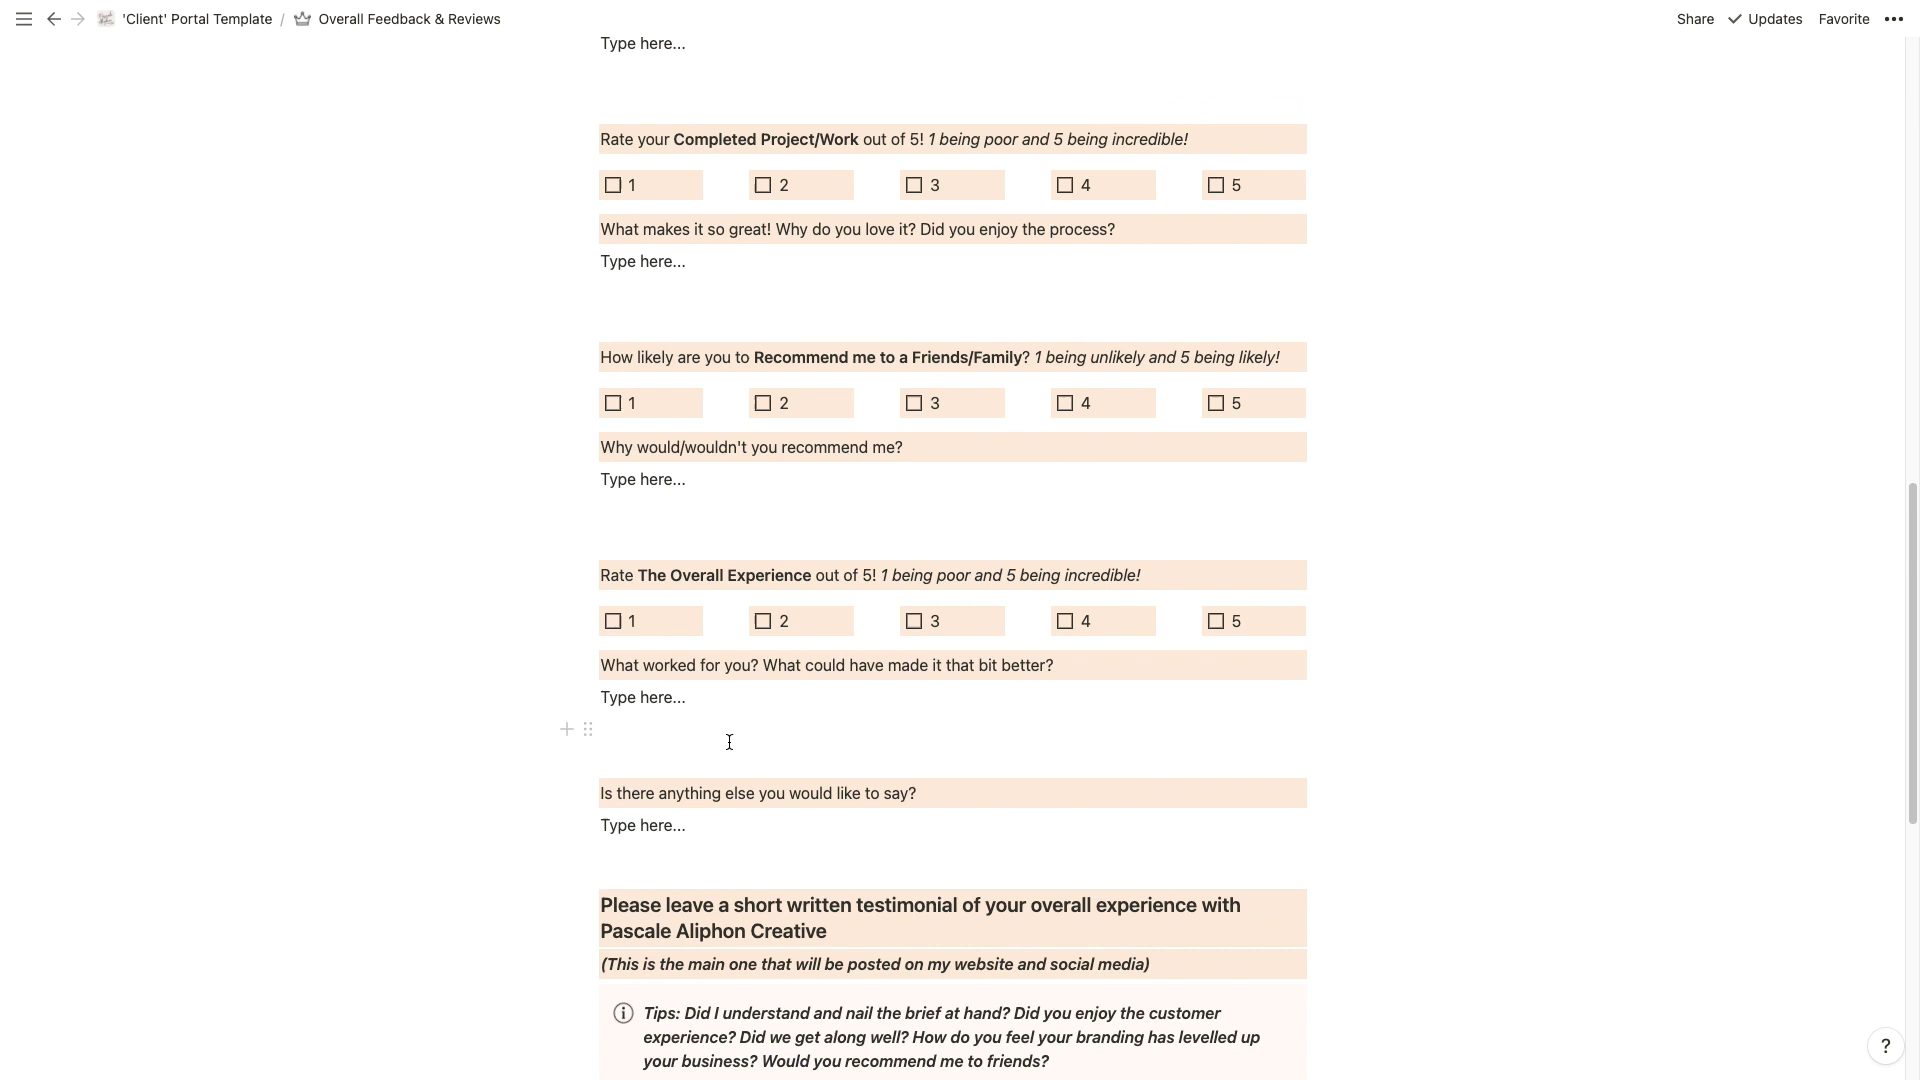 'Client' Portal Template / Overall Feedback & Reviews
Share Updates Favorite
Type here...
Rate your Completed Project/Work out of 5! 1 being poor and 5 being incredible!
1 2 3 4 5
What makes it so great! Why do you love it? Did you enjoy the process?
Type here...
How likely are you to Recommend me to a Friends/Family? 1 being unlikely and 5 being likely!
1 2 3 4 5
Why would/wouldn't you recommend me?
Type here...
Rate The Overall Experience out of 5! 1 being poor and 5 being incredible!
1 2 3 4 5
What worked for you? What could have made it that bit better?
Type here...
Is there anything else you would like to say?
Type here...
Please leave a short written testimonial of your overall experience with
Pascale Aliphon Creative
(This is the main one that will be posted on my website and social media)
Tips: Did I understand and nail the brief at hand? Did you enjoy the customer
experience? Did we get along well? How do you feel your branding has levelled up
your business? Would you recommend me to friends?
?